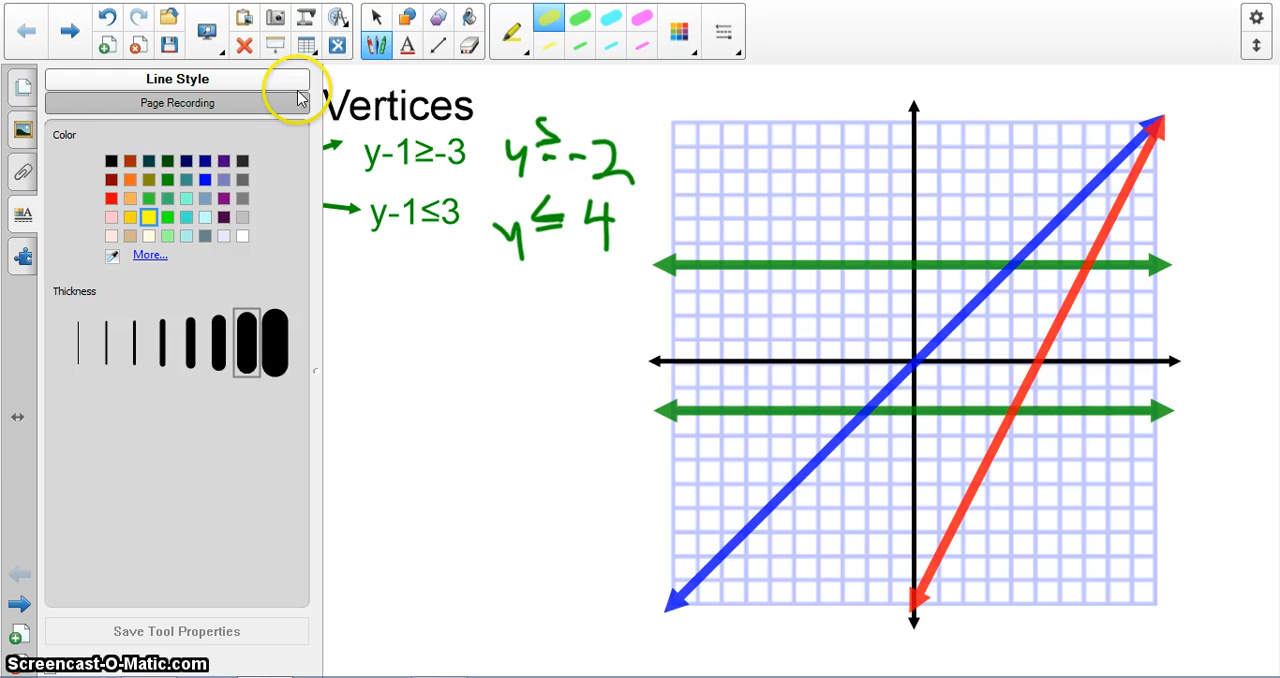 Line Style
Page Recording
Color
More...
Thickness
Save Tool Properties
Vertices
y-1≥-3 y ≥ -2
y-1≤3 y ≤ 4
Screencast-O-Matic.com